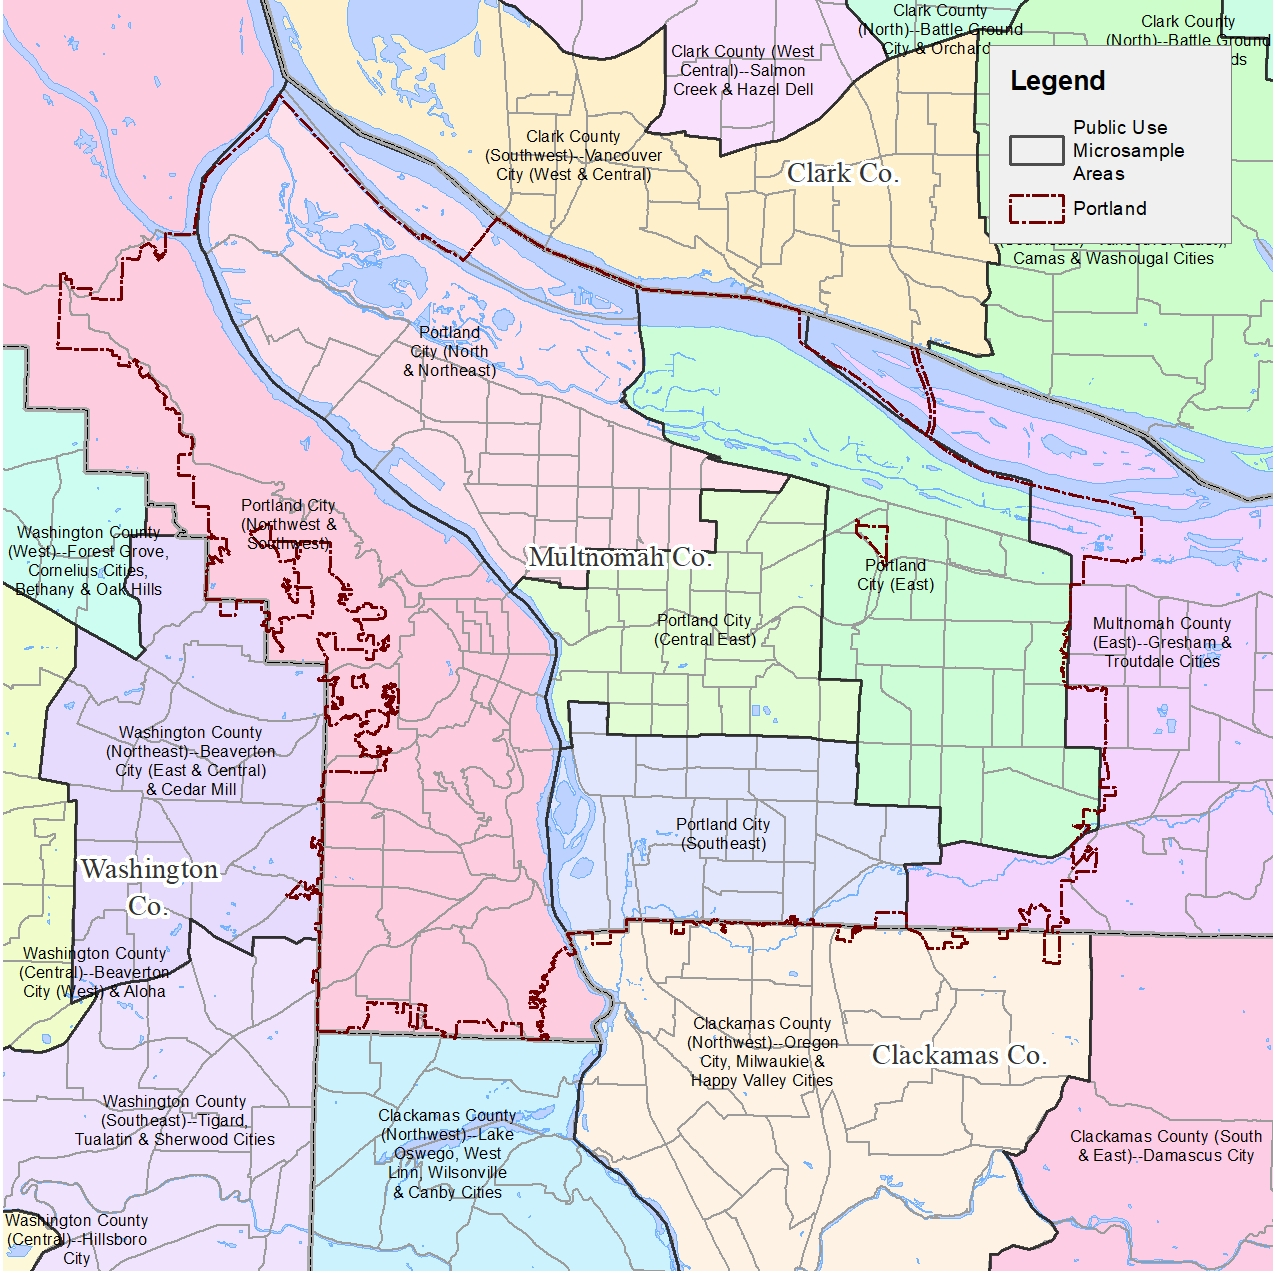 Clark County
(North)--Battle Ground
City & Orchard
Clark County
(North)--Battle Ground
ds
Clark County (West
Central)--Salmon
Creek & Hazel Dell
Legend
Public Use
Microsample
Areas
Portland
Clark County
(Southwest)--Vancouver
City (West & Central)
Clark Co.
Camas & Washougal Cities
Portland
City (North
& Northeast)
Portland City
(Northwest &
Southwest)
Washington County
(West)--Forest Grove,
Cornelius Cities,
Bethany & Oak Hills
Multnomah Co.
Portland
City (East)
Portland City
(Central East)
Multnomah County
(East)--Gresham &
Troutdale Cities
Washington County
(Northeast)--Beaverton
City (East & Central)
& Cedar Mill
Portland City
(Southeast)
Washington
Co.
Washington County
(Central)--Beaverton
City (West) & Aloha
Clackamas County
(Northwest)--Oregon
City, Milwaukie &
Happy Valley Cities
Clackamas Co.
Washington County
(Southeast)--Tigard,
Tualatin & Sherwood Cities
Clackamas County
(Northwest)--Lake
Oswego, West
Linn, Wilsonville
& Canby Cities
Clackamas County (South
& East)--Damascus City
Washington County
(Central)--Hillsboro
City